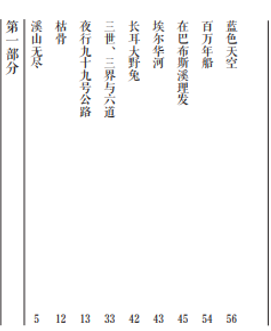 第一部分
溪山无尽 5
枯骨 12
夜行九十九号公路 13
三世、三界与六道 33
长耳大野兔 42
埃尔华河 43
在巴布斯溪理发 45
百万年船 54
蓝色天空 56